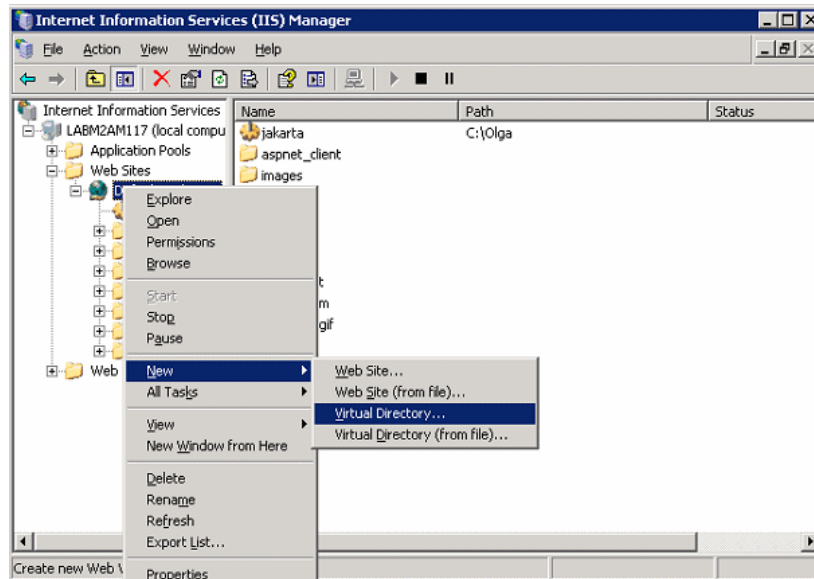 Internet Information Services (IIS) Manager
File Action View Window Help
Internet Information Services
LABM2AM117 (local compu
Application Pools
Web Sites
Web
Name Path Status
jakarta C:\Olga
aspnet_client
images
t
m
gif
Explore
Open
Permissions
Browse
Start
Stop
Pause
New
All Tasks
View
New Window from Here
Delete
Rename
Refresh
Export List...
Properties
Web Site...
Web Site (from file)...
Virtual Directory...
Virtual Directory (from file)...
Create new Web V